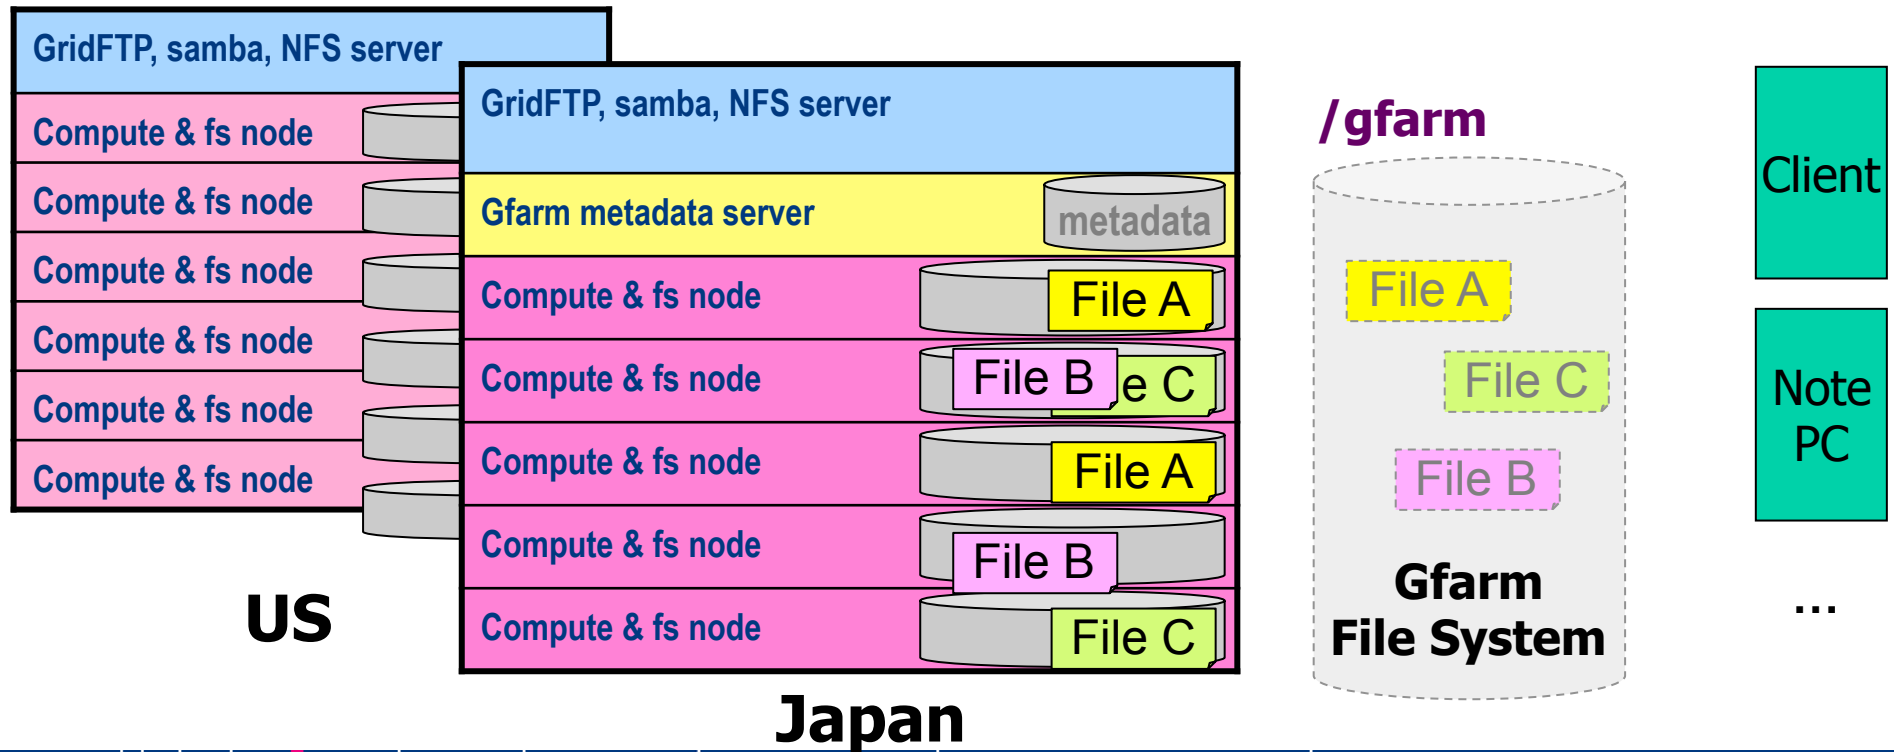 GridFTP, samba, NFS server
Compute & fs node
Compute & fs node
Compute & fs node
Compute & fs node
Compute & fs node
Compute & fs node
US
GridFTP, samba, NFS server
Gfarm metadata server
metadata
Compute & fs node
File A
Compute & fs node
File B
e C
Compute & fs node
File A
Compute & fs node
File B
Compute & fs node
File C
Japan
/gfarm
File A
File C
File B
Gfarm
File System
Client
Note
PC
...